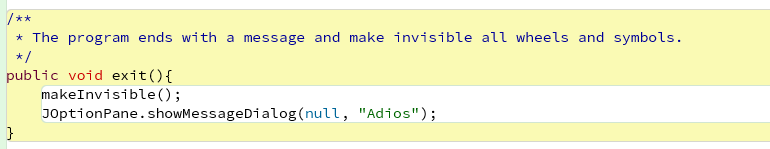 /**
 * The program ends with a message and make invisible all wheels and symbols.
 */
public void exit(){
    makeInvisible();
    JOptionPane.showMessageDialog(null, "Adios");
}